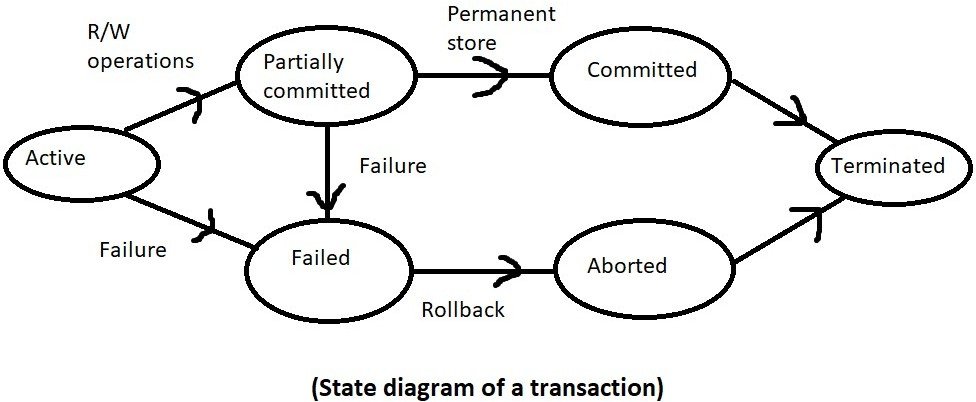 R/W
operations
Partially
committed
Permanent
store
Committed
Active
Failure
Terminated
Failure
Failed
Rollback
Aborted
(State diagram of a transaction)